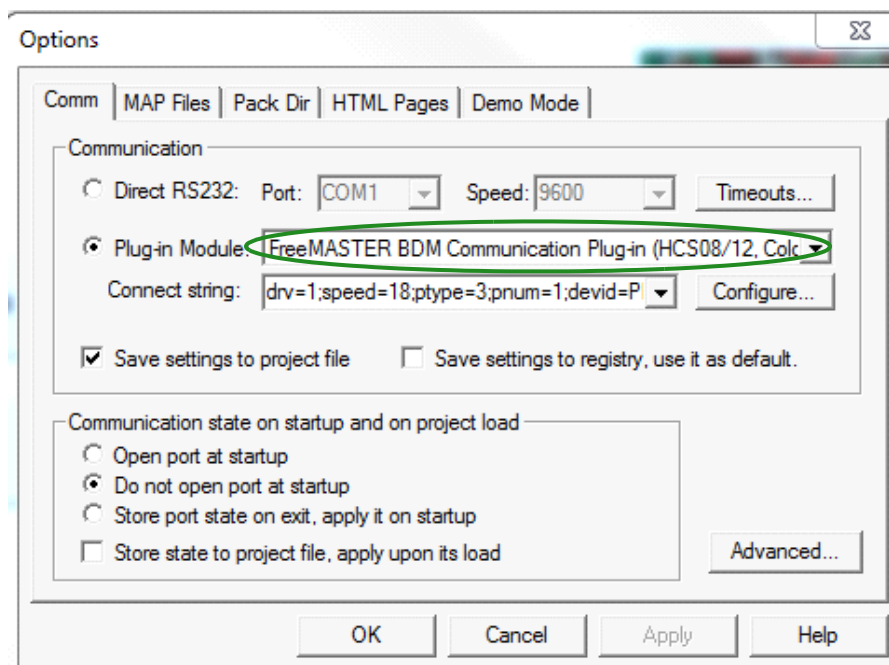 Options
Comm MAP Files Pack Dir HTML Pages Demo Mode
Communication
Direct RS232: Port: COM1 Speed: 9600 Timeouts...
Plug-in Module: FreeMASTER BDM Communication Plug-in (HCS08/12, Colc
Connect string: drv=1;speed=18;ptype=3;pnum=1;devid=P Configure...
Save settings to project file Save settings to registry, use it as default.
Communication state on startup and on project load
Open port at startup
Do not open port at startup
Store port state on exit, apply it on startup
Store state to project file, apply upon its load Advanced...
OK Cancel Apply Help